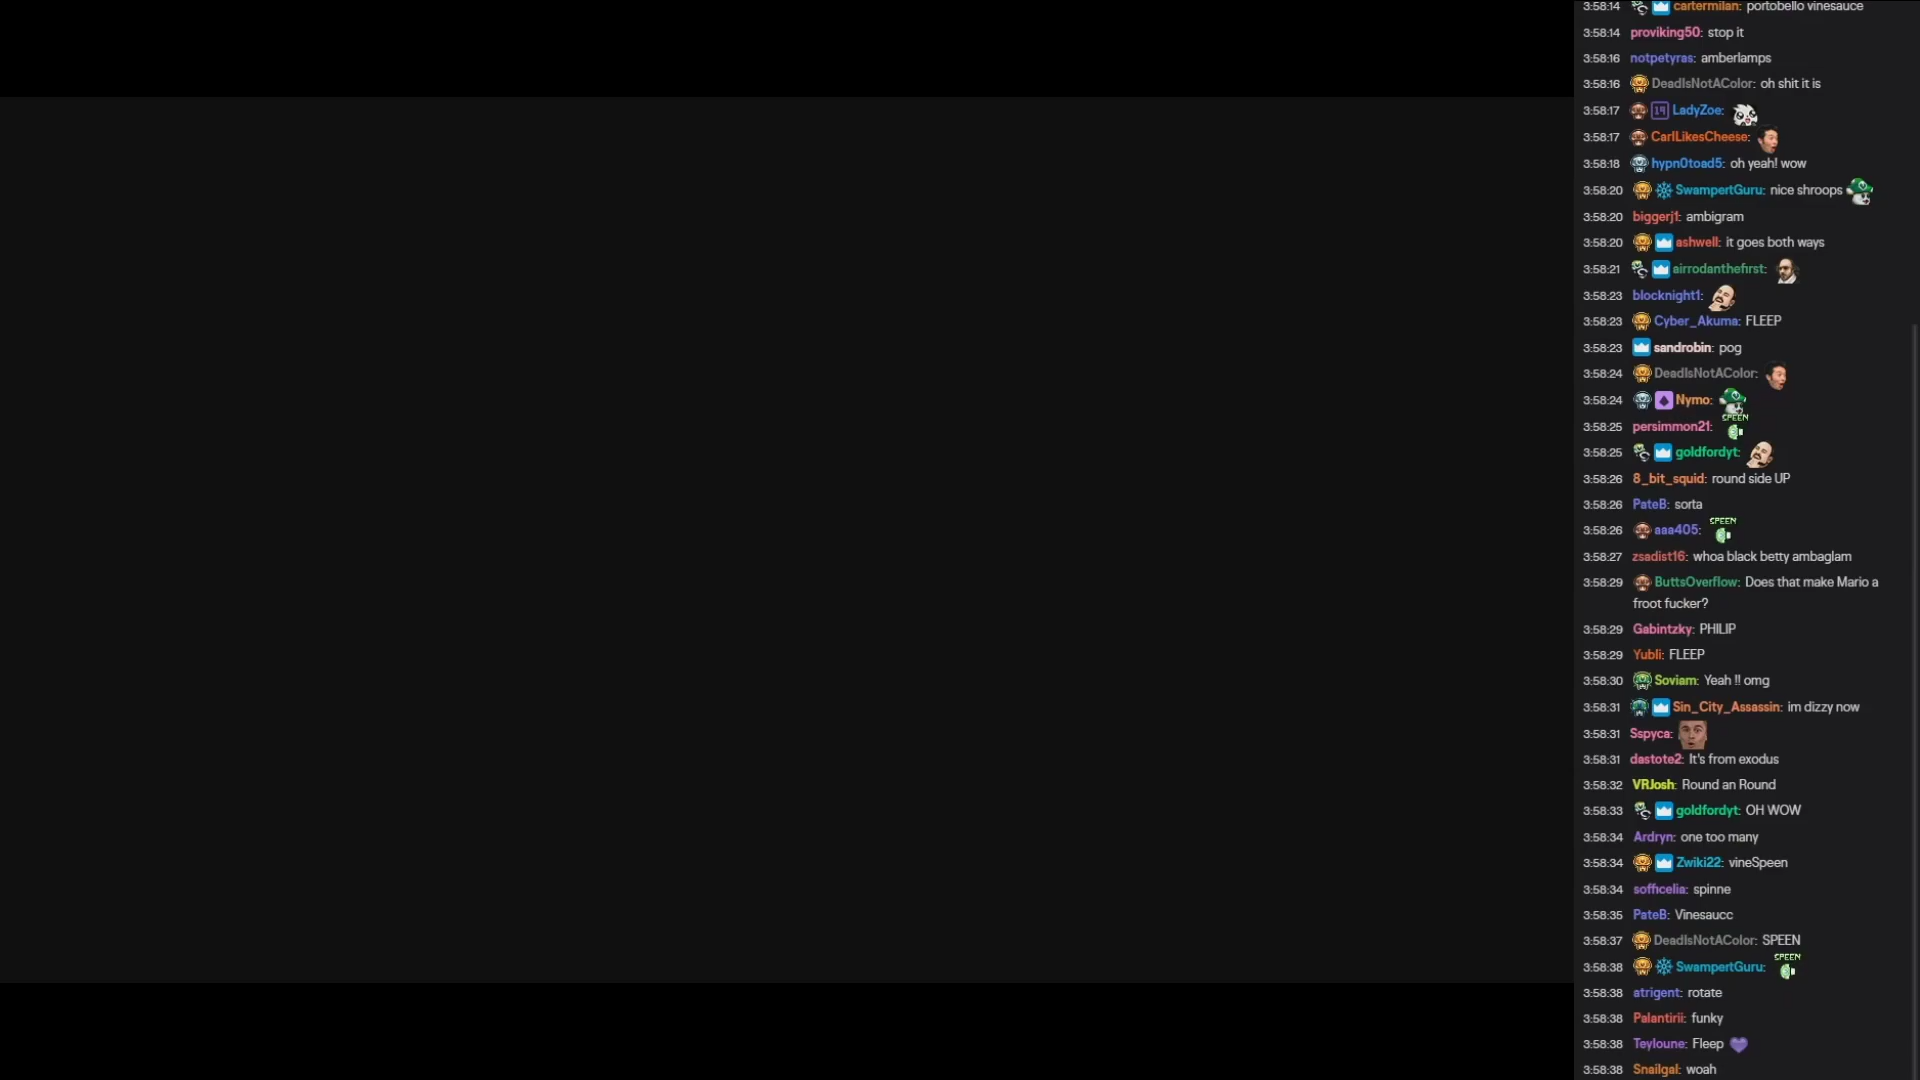 3:58:14 cartermilan: portobello vinesauce
3:58:14 proviking50: stop it
3:58:16 notpetyras: amberlamps
3:58:16 DeadIsNotAColor: oh shit it is
3:58:17 19 LadyZoe:
3:58:17 CarlLikesCheese:
3:58:18 hypn0toad5: oh yeah! wow
3:58:20 SwampertGuru: nice shroops
3:58:20 biggerj1: ambigram
3:58:20 ashwell: it goes both ways
3:58:21 airrodanthefirst:
3:58:23 blocknight1:
3:58:23 Cyber_Akuma: FLEEP
3:58:23 sandrobin: pog
3:58:24 DeadIsNotAColor:
3:58:24 Nymo:
3:58:25 persimmon21: SPEEN
3:58:25 goldfordyt:
3:58:26 8_bit_squid: round side UP
3:58:26 PateB: sorta
3:58:26 aaa405: SPEEN
3:58:27 zsadist16: whoa black betty ambaglam
3:58:29 ButtsOverflow: Does that make Mario a
froot fucker?
3:58:29 Gabintzky: PHILIP
3:58:29 Yubli: FLEEP
3:58:30 Soviam: Yeah !! omg
3:58:31 Sin_City_Assassin: im dizzy now
3:58:31 Sspyca:
3:58:31 dastote2: It's from exodus
3:58:32 VRJosh: Round an Round
3:58:33 goldfordyt: OH WOW
3:58:34 Ardryn: one too many
3:58:34 Zwiki22: vineSpeen
3:58:34 sofficelia: spinne
3:58:35 PateB: Vinesaucc
3:58:37 DeadIsNotAColor: SPEEN
3:58:38 SwampertGuru: SPEEN
3:58:38 atrigent: rotate
3:58:38 Palantirii: funky
3:58:38 Teyloune: Fleep
3:58:38 Snailgal: woah